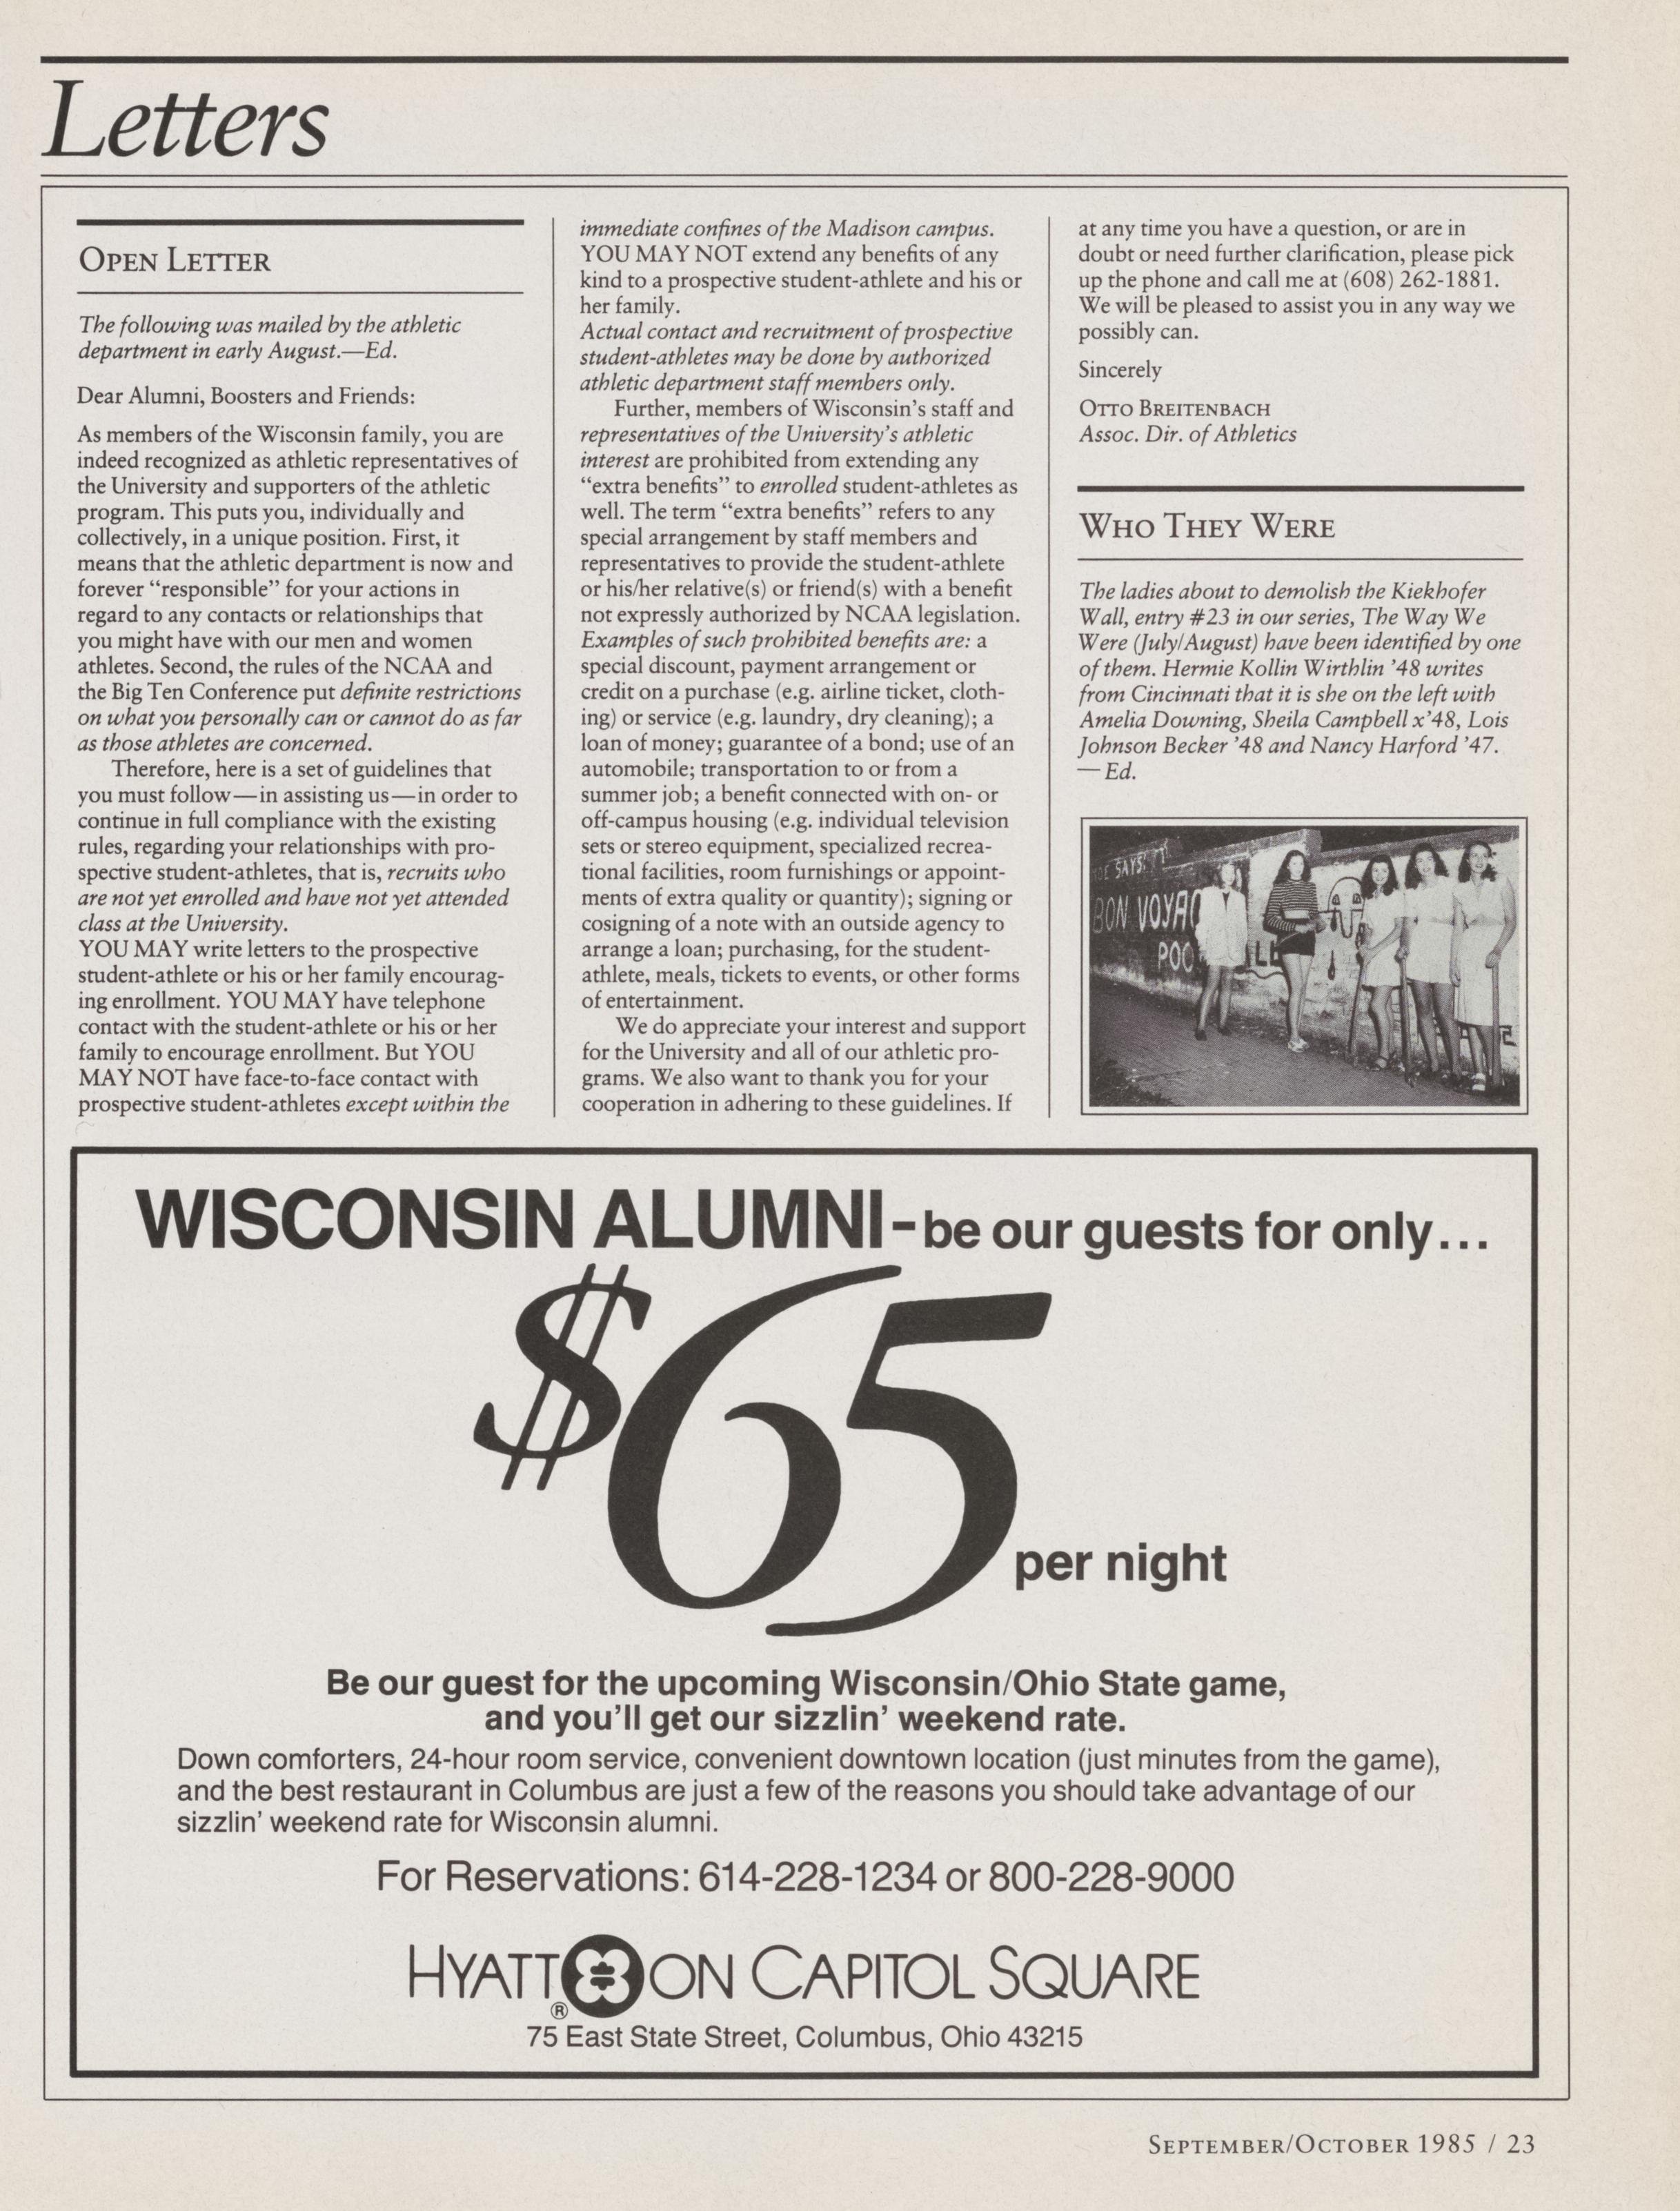 Letters
OPEN LETTER
The following was mailed by the athletic
department in early August.—Ed.
Dear Alumni, Boosters and Friends:
As members of the Wisconsin family, you are
indeed recognized as athletic representatives of
the University and supporters of the athletic
program. This puts you, individually and
collectively, in a unique position. First, it
means that the athletic department is now and
forever “responsible” for your actions in
regard to any contacts or relationships that
you might have with our men and women
athletes. Second, the rules of the NCAA and
the Big Ten Conference put definite restrictions
on what you personally can or cannot do as far
as those athletes are concerned.
Therefore, here is a set of guidelines that
you must follow—in assisting us—in order to
continue in full compliance with the existing
rules, regarding your relationships with pro-
spective student-athletes, that is, recruits who
are not yet enrolled and have not yet attended
class at the University.
YOU MAY write letters to the prospective
student-athlete or his or her family encourag-
ing enrollment. YOU MAY have telephone
contact with the student-athlete or his or her
family to encourage enrollment. But YOU
MAY NOT have face-to-face contact with
prospective student-athletes except within the
immediate confines of the Madison campus.
YOU MAY NOT extend any benefits of any
kind to a prospective student-athlete and his or
her family.
Actual contact and recruitment of prospective
student-athletes may be done by authorized
athletic department staff members only.
Further, members of Wisconsin’s staff and
representatives of the University’s athletic
interest are prohibited from extending any
“extra benefits” to enrolled student-athletes as
well. The term “extra benefits” refers to any
special arrangement by staff members and
representatives to provide the student-athlete
or his/her relative(s) or friend(s) with a benefit
not expressly authorized by NCAA legislation.
Examples of such prohibited benefits are: a
special discount, payment arrangement or
credit on a purchase (e.g. airline ticket, cloth-
ing) or service (e.g. laundry, dry cleaning); a
loan of money; guarantee of a bond; use of an
automobile; transportation to or from a
summer job; a benefit connected with on- or
off-campus housing (e.g. individual television
sets or stereo equipment, specialized recrea-
tional facilities, room furnishings or appoint-
ments of extra quality or quantity); signing or
cosigning of a note with an outside agency to
arrange a loan; purchasing, for the student-
athlete, meals, tickets to events, or other forms
of entertainment.
We do appreciate your interest and support
for the University and all of our athletic pro-
grams. We also want to thank you for your
cooperation in adhering to these guidelines. If
at any time you have a question, or are in
doubt or need further clarification, please pick
up the phone and call me at (608) 262-1881.
We will be pleased to assist you in any way we
possibly can.
Sincerely
OTTO BREITENBACH
Assoc. Dir. of Athletics
WHO THEY WERE
The ladies about to demolish the Kiekhofer
Wall, entry #23 in our series, The Way We
Were (July/August) have been identified by one
of them. Hermie Kollin Wirthlin ’48 writes
from Cincinnati that it is she on the left with
Amelia Downing, Sheila Campbell x’48, Lois
Johnson Becker ’48 and Nancy Harford ’47.
—Ed.
SAYS:
BON VOYAG
POO
WISCONSIN ALUMNI-be our guests for only...
$65
per night
Be our guest for the upcoming Wisconsin/Ohio State game,
and you’ll get our sizzlin’ weekend rate.
Down comforters, 24-hour room service, convenient downtown location (just minutes from the game),
and the best restaurant in Columbus are just a few of the reasons you should take advantage of our
sizzlin’ weekend rate for Wisconsin alumni.
For Reservations: 614-228-1234 or 800-228-9000
HYATT ON CAPITOL SQUARE
®
75 East State Street, Columbus, Ohio 43215
SEPTEMBER/OCTOBER 1985 / 23